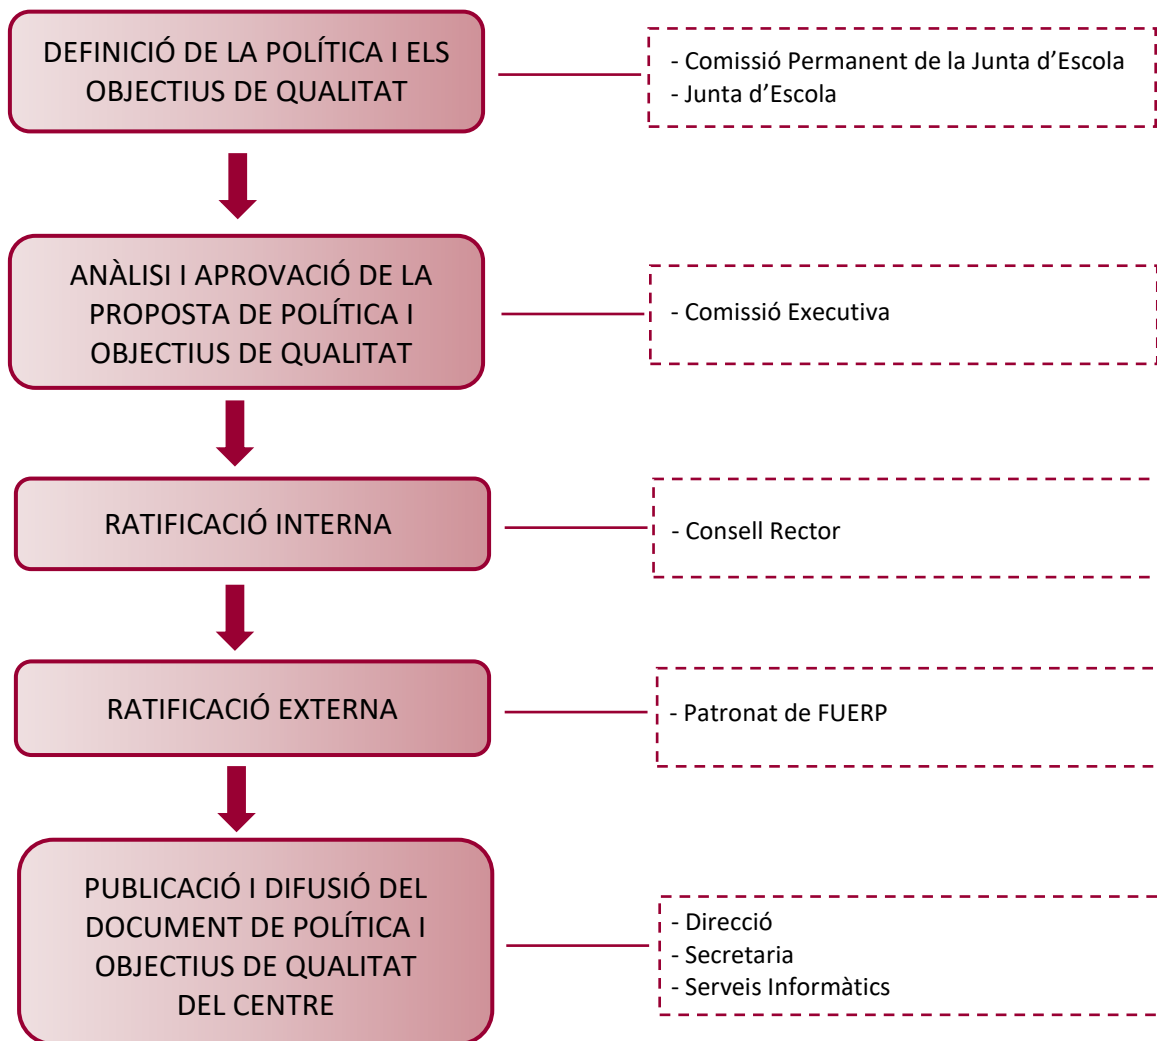 DEFINICIÓ DE LA POLÍTICA I ELS
OBJECTIUS DE QUALITAT
- Comissió Permanent de la Junta d’Escola
- Junta d’Escola
ANÀLISI I APROVACIÓ DE LA
PROPOSTA DE POLÍTICA I
OBJECTIUS DE QUALITAT
- Comissió Executiva
RATIFICACIÓ INTERNA
- Consell Rector
RATIFICACIÓ EXTERNA
- Patronat de FUERP
PUBLICACIÓ I DIFUSIÓ DEL
DOCUMENT DE POLÍTICA I
OBJECTIUS DE QUALITAT
DEL CENTRE
- Direcció
- Secretaria
- Serveis Informàtics